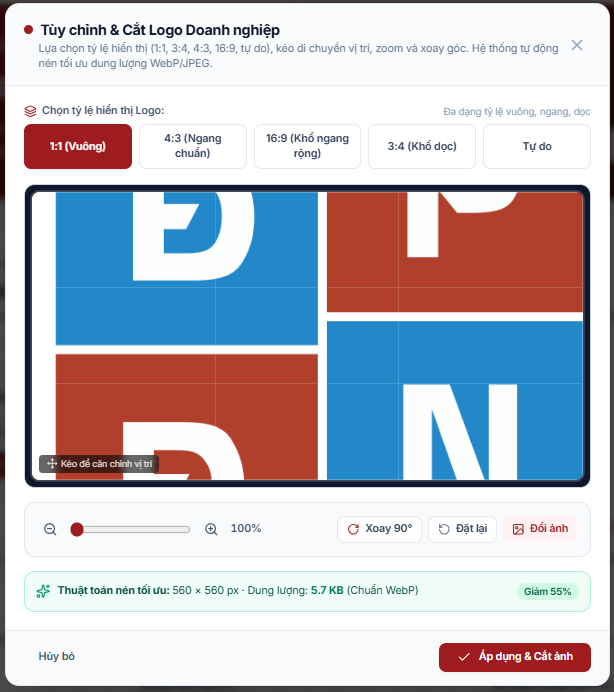 Tùy chỉnh & Cắt Logo Doanh nghiệp
Lựa chọn tỷ lệ hiển thị (1:1, 3:4, 4:3, 16:9, tự do), kéo di chuyển vị trí, zoom và xoay góc. Hệ thống tự động
nén tối ưu dung lượng WebP/JPEG.
Chọn tỷ lệ hiển thị Logo:
Đa dạng tỷ lệ vuông, ngang, dọc
1:1 (Vuông)
4:3 (Ngang
chuẩn)
16:9 (Khổ ngang
rộng)
3:4 (Khổ dọc)
Tự do
Đ P
Đ N
Kéo để căn chỉnh vị trí
100%
Xoay 90°
Đặt lại
Đổi ảnh
Thuật toán nén tối ưu: 560 × 560 px · Dung lượng: 5.7 KB (Chuẩn WebP)
Giảm 55%
Hủy bỏ
Áp dụng & Cắt ảnh